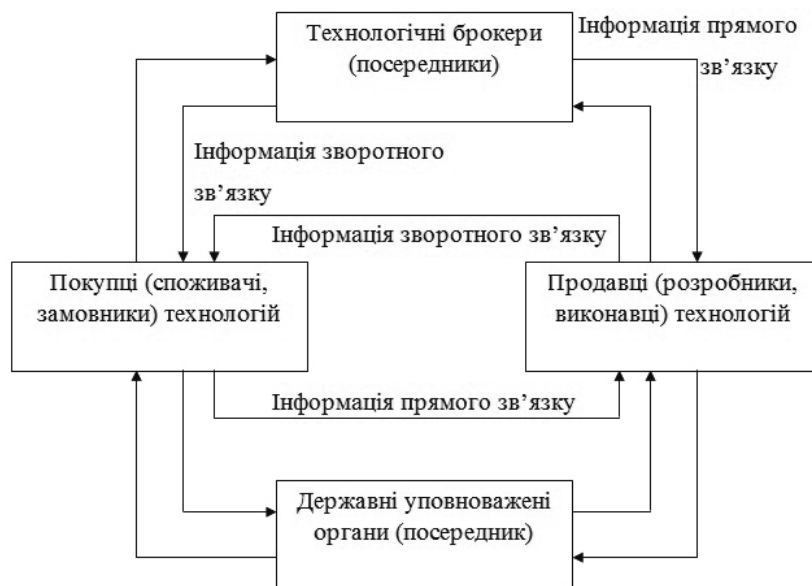 Технологічні брокери
(посередники)
Інформація прямого
зв’язку
Інформація зворотного
зв’язку
Інформація зворотного зв’язку
Покупці (споживачі,
замовники) технологій
Продавці (розробники,
виконавці) технологій
Інформація прямого зв’язку
Державні уповноважені
органи (посередник)